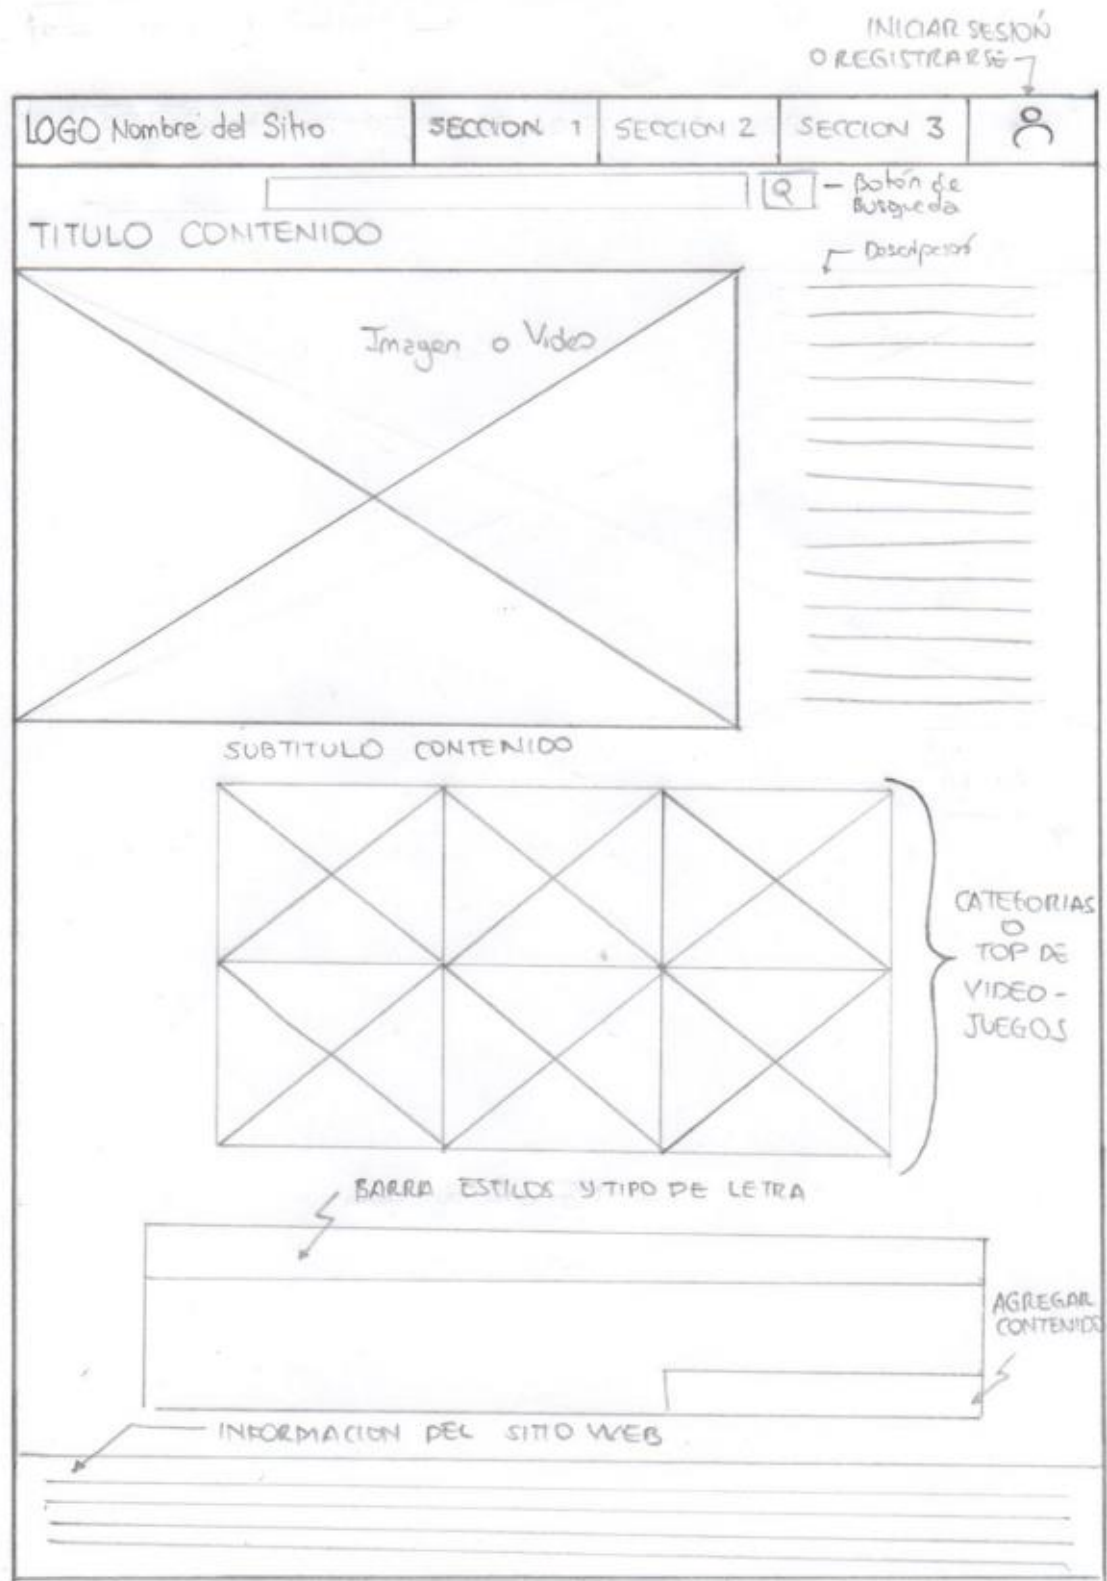 INICIAR SESIÓN
O REGISTRARSE
LOGO Nombre del Sitio
SECCION 1
SECCION 2
SECCION 3
Botón de
Busqueda
TITULO CONTENIDO
Imagen o Video
SUBTITULO CONTENIDO
CATEGORIAS
O
TOP DE
VIDEO-
JUEGOS
BARRA ESTILOS Y TIPO DE LETRA
AGREGAR
CONTENIDO
INFORMACION DEL SITIO WEB